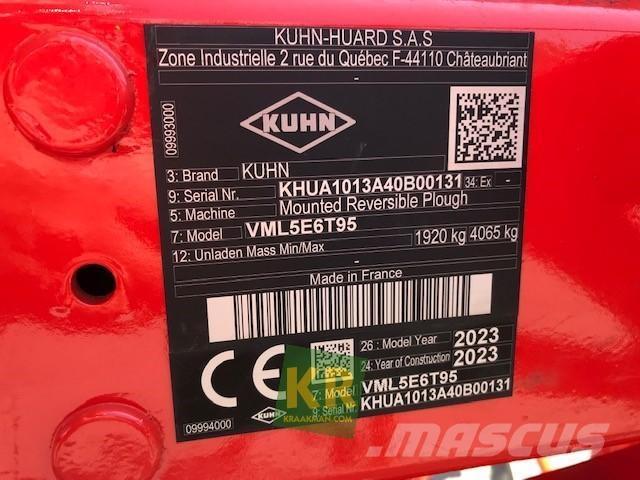 KUHN-HUARD S.A.S
Zone Industrielle 2 rue du Québec F-44110 Châteaubriant
-
09993000
KUHN
3: Brand KUHN
9: Serial Nr. KHUA1013A40B00131 34: Ex -
5: Machine Mounted Reversible Plough
7: Model VML5E6T95
12: Unladen Mass Min/Max 1920 kg 4065 kg
-
Made in France
26 : Model Year 2023
24: Year of Construction 2023
CE
7: Model VML5E6T95
KUHN 9: Serial Nr. KHUA1013A40B00131
09994000
KR
KRAAKMAN.COM
MASCUS